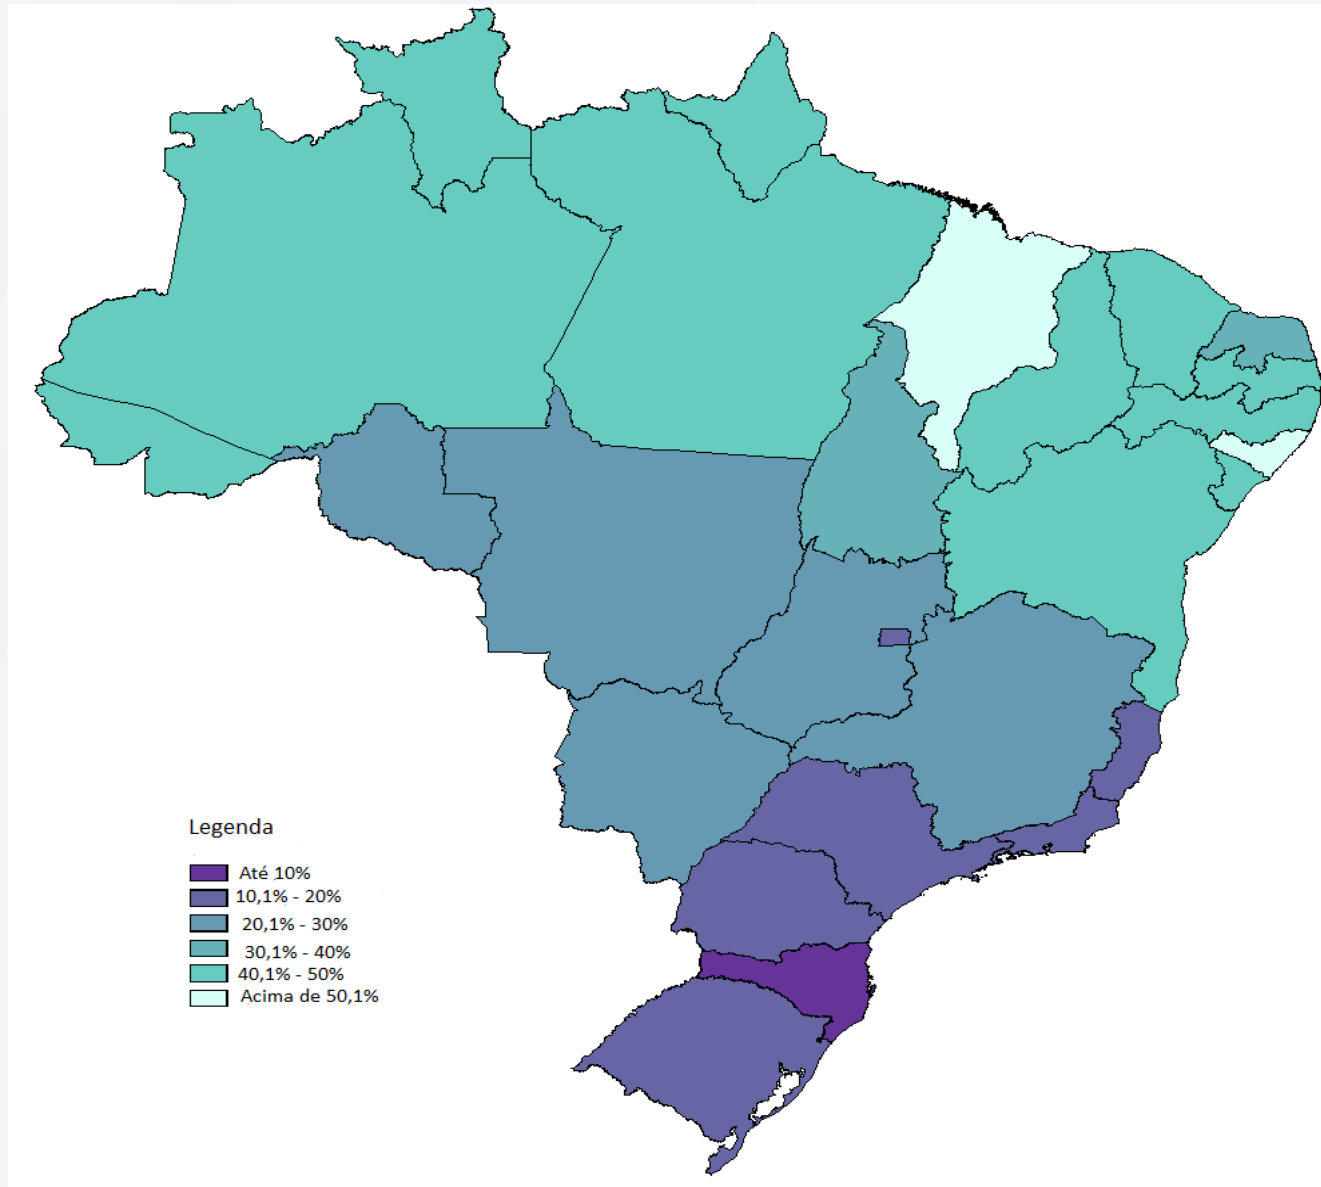 Legenda
Até 10%
10,1% - 20%
20,1% - 30%
30,1% - 40%
40,1% - 50%
Acima de 50,1%